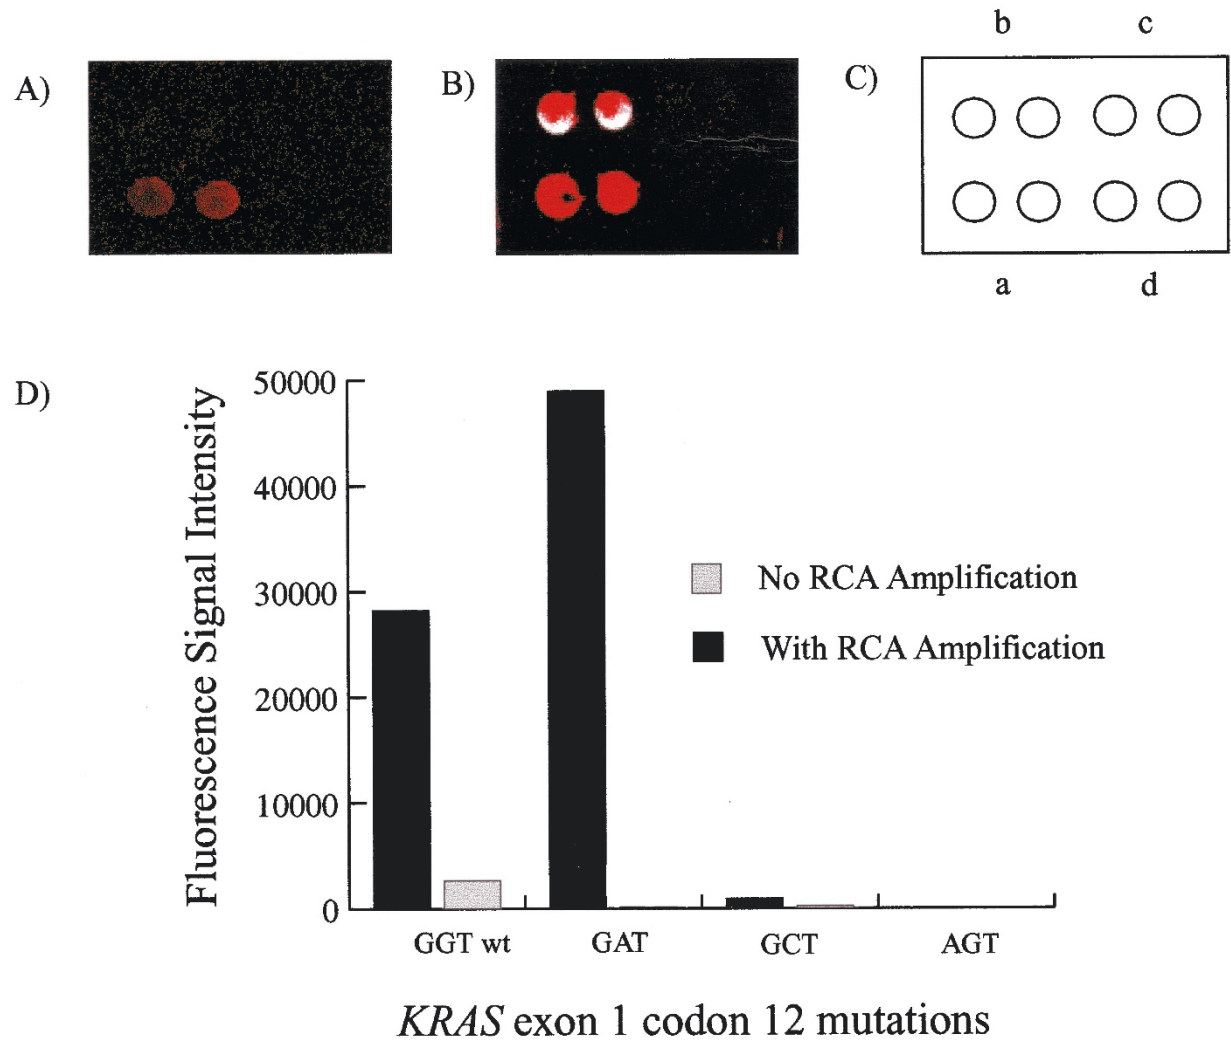 A)
B)
C)
b c
a d
D)
Fluorescence Signal Intensity
50000
40000
30000
20000
10000
0
No RCA Amplification
With RCA Amplification
GGT wt GAT GCT AGT
KRAS exon 1 codon 12 mutations